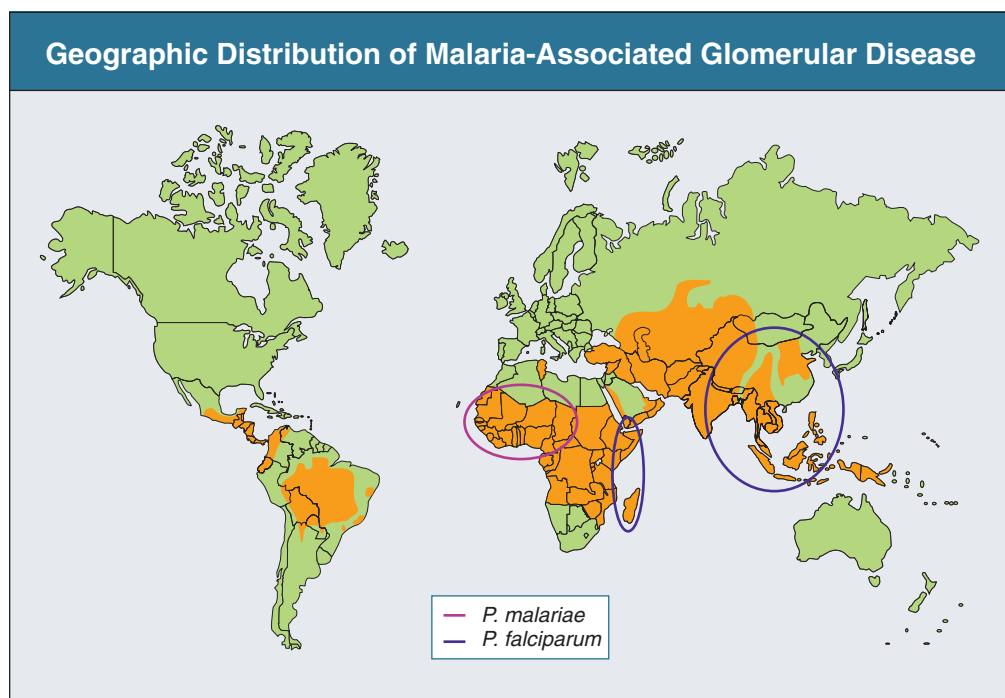 Geographic Distribution of Malaria-Associated Glomerular Disease
P. malariae
P. falciparum